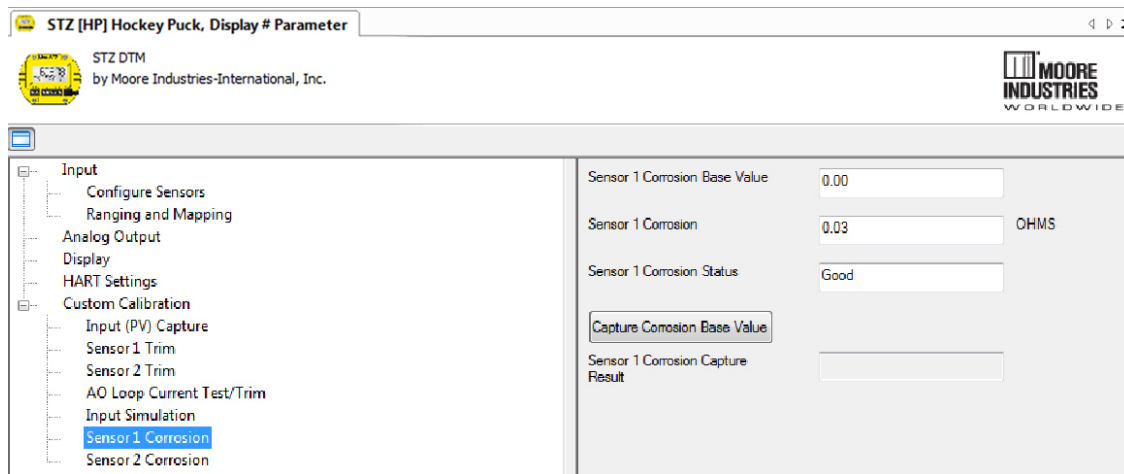 STZ [HP] Hockey Puck, Display # Parameter
STZ DTM
by Moore Industries-International, Inc.
MOORE
INDUSTRIES
WORLDWIDE
Input
Configure Sensors
Ranging and Mapping
Analog Output
Display
HART Settings
Custom Calibration
Input (PV) Capture
Sensor 1 Trim
Sensor 2 Trim
AO Loop Current Test/Trim
Input Simulation
Sensor 1 Corrosion
Sensor 2 Corrosion
Sensor 1 Corrosion Base Value 0.00
Sensor 1 Corrosion 0.03 OHMS
Sensor 1 Corrosion Status Good
Capture Corrosion Base Value
Sensor 1 Corrosion Capture
Result